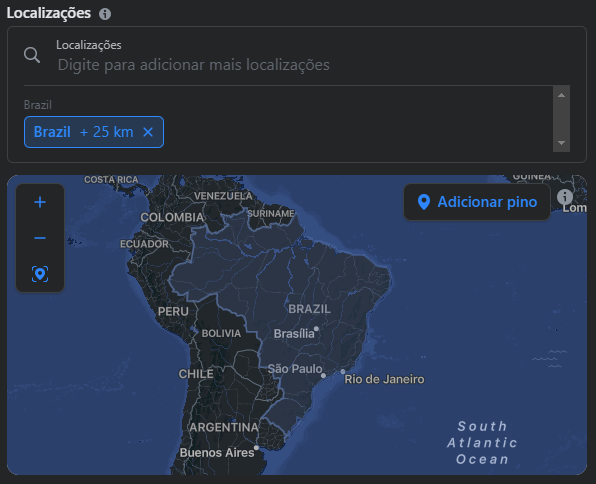 Localizações
Localizações
Digite para adicionar mais localizações
Brazil
Brazil + 25 km
COSTA RICA
GUINEA
Adicionar pino
Lom
VENEZUELA
SURINAME
COLOMBIA
ECUADOR
PERU
BRAZIL
BOLIVIA
Brasília
CHILE
São Paulo
Rio de Janeiro
ARGENTINA
Buenos Aires
South
Atlantic
Ocean